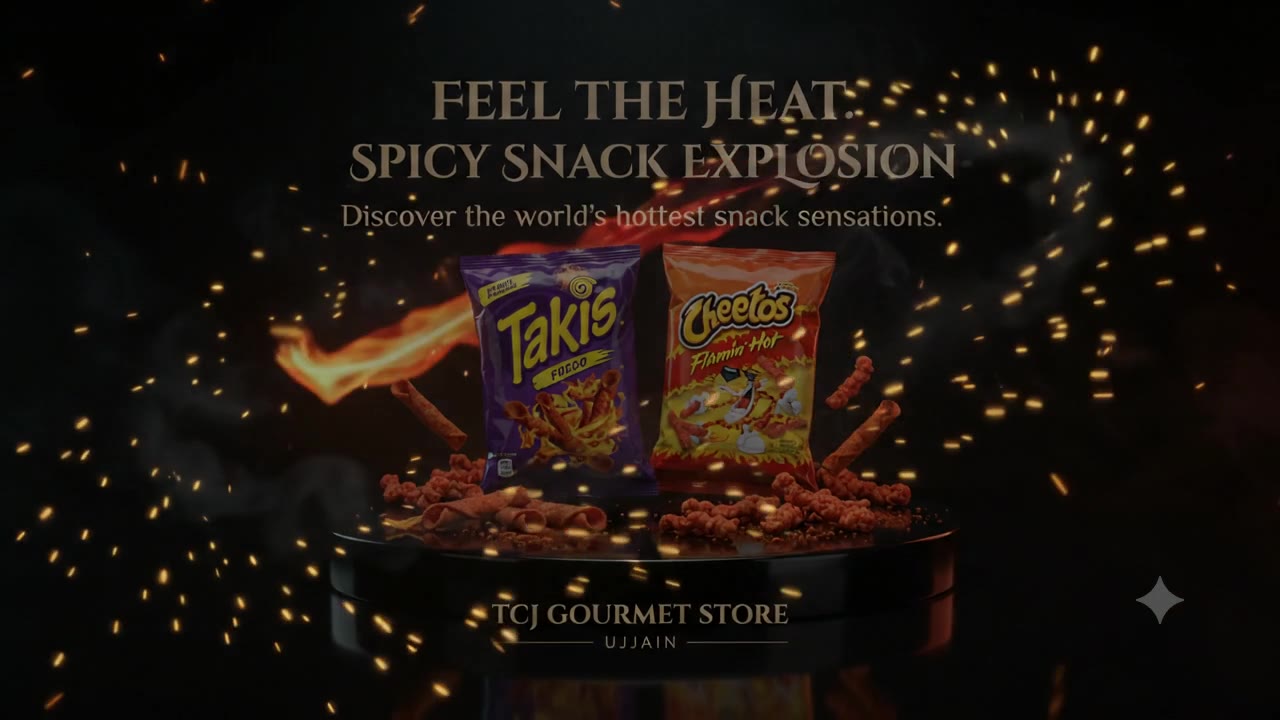 FEEL THE HEAT.
SPICY SNACK EXPLOSION
Discover the world's hottest snack sensations.
Takis
FUEGO
Cheetos
Flamin' Hot
TCJ GOURMET STORE
UJJAIN